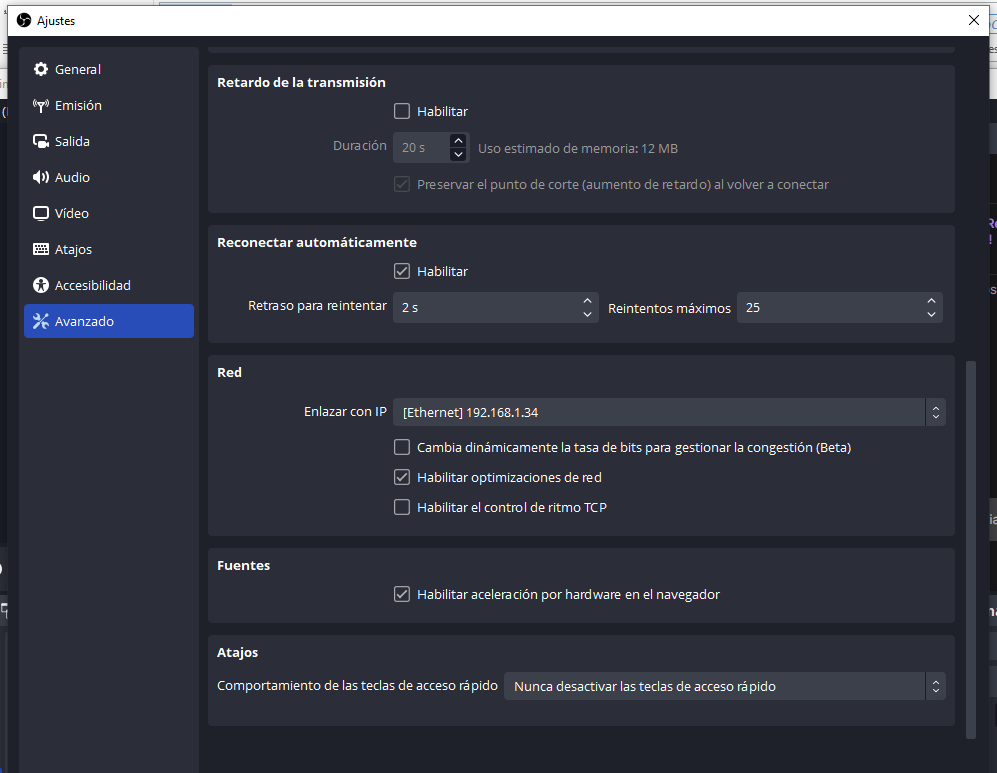 Ajustes
General
Emisión
Salida
Audio
Vídeo
Atajos
Accesibilidad
Avanzado
Retardo de la transmisión
Habilitar
Duración 20 s Uso estimado de memoria: 12 MB
Preservar el punto de corte (aumento de retardo) al volver a conectar
Reconectar automáticamente
Habilitar
Retraso para reintentar 2 s Reintentos máximos 25
Red
Enlazar con IP [Ethernet] 192.168.1.34
Cambia dinámicamente la tasa de bits para gestionar la congestión (Beta)
Habilitar optimizaciones de red
Habilitar el control de ritmo TCP
Fuentes
Habilitar aceleración por hardware en el navegador
Atajos
Comportamiento de las teclas de acceso rápido Nunca desactivar las teclas de acceso rápido